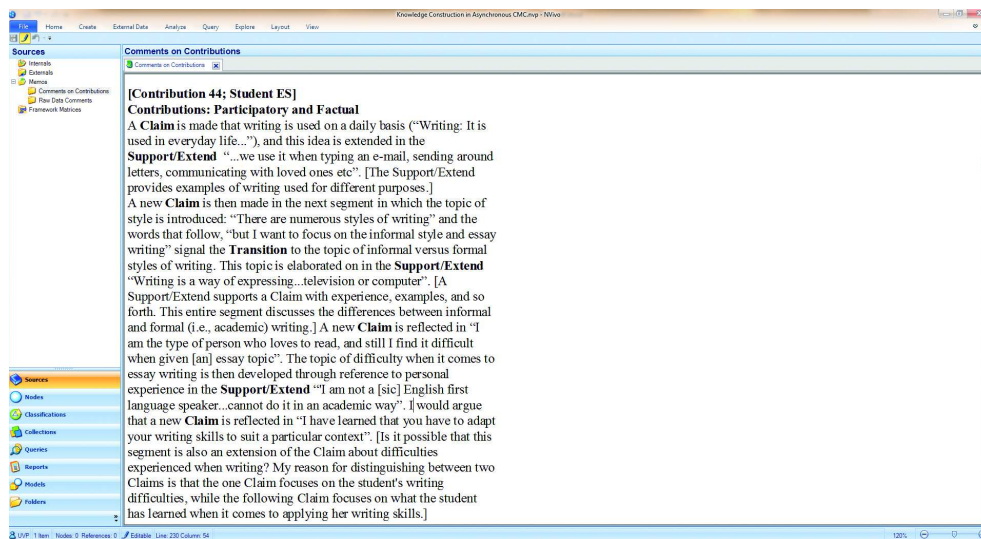 Knowledge Construction in Asynchronous CMC.nvp - NVivo
File Home Create External Data Analyze Query Explore Layout View
Sources
Internals
Externals
Memos
Comments on Contributions
Raw Data Comments
Framework Matrices
Sources
Nodes
Classifications
Collections
Queries
Reports
Models
Folders
Comments on Contributions
Comments on Contributions
[Contribution 44; Student ES]
Contributions: Participatory and Factual
A Claim is made that writing is used on a daily basis (“Writing: It is
used in everyday life...”), and this idea is extended in the
Support/Extend “...we use it when typing an e-mail, sending around
letters, communicating with loved ones etc”. [The Support/Extend
provides examples of writing used for different purposes.]
A new Claim is then made in the next segment in which the topic of
style is introduced: “There are numerous styles of writing” and the
words that follow, “but I want to focus on the informal style and essay
writing” signal the Transition to the topic of informal versus formal
styles of writing. This topic is elaborated on in the Support/Extend
“Writing is a way of expressing...television or computer”. [A
Support/Extend supports a Claim with experience, examples, and so
forth. This entire segment discusses the differences between informal
and formal (i.e., academic) writing.] A new Claim is reflected in “I
am the type of person who loves to read, and still I find it difficult
when given [an] essay topic”. The topic of difficulty when it comes to
essay writing is then developed through reference to personal
experience in the Support/Extend “I am not a [sic] English first
language speaker...cannot do it in an academic way”. I would argue
that a new Claim is reflected in “I have learned that you have to adapt
your writing skills to suit a particular context”. [Is it possible that this
segment is also an extension of the Claim about difficulties
experienced when writing? My reason for distinguishing between two
Claims is that the one Claim focuses on the student's writing
difficulties, while the following Claim focuses on what the student
has learned when it comes to applying her writing skills.]
UVP 1 Item Nodes: 0 References: 0 Editable Line: 230 Column: 54 120%